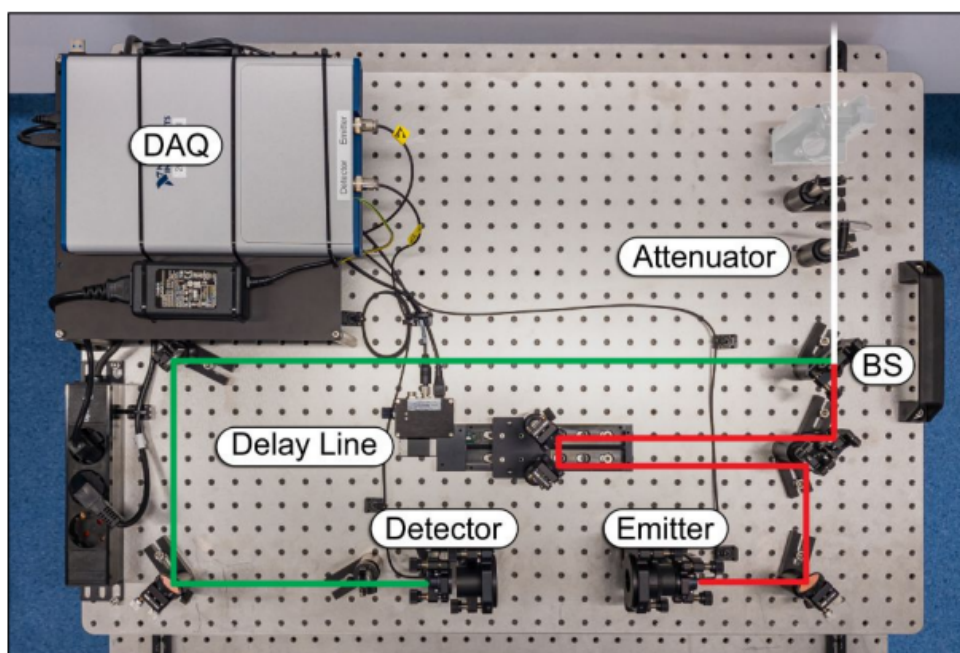 DAQ
Emitter
Detector
Attenuator
BS
Delay Line
Detector
Emitter